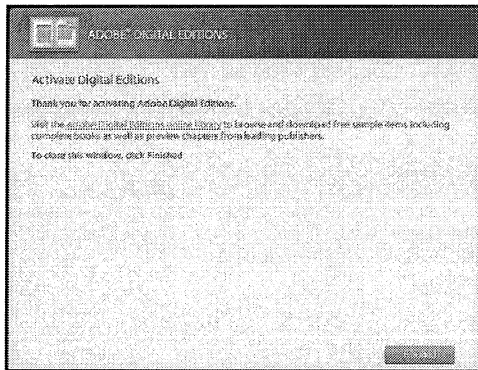 ADOBE® DIGITAL EDITIONS
Activate Digital Editions
Thank you for activating Adobe Digital Editions.
Visit the Adobe Digital Editions online library to browse and download free sample items including
complete books as well as preview chapters from leading publishers.
To close this window, click Finished